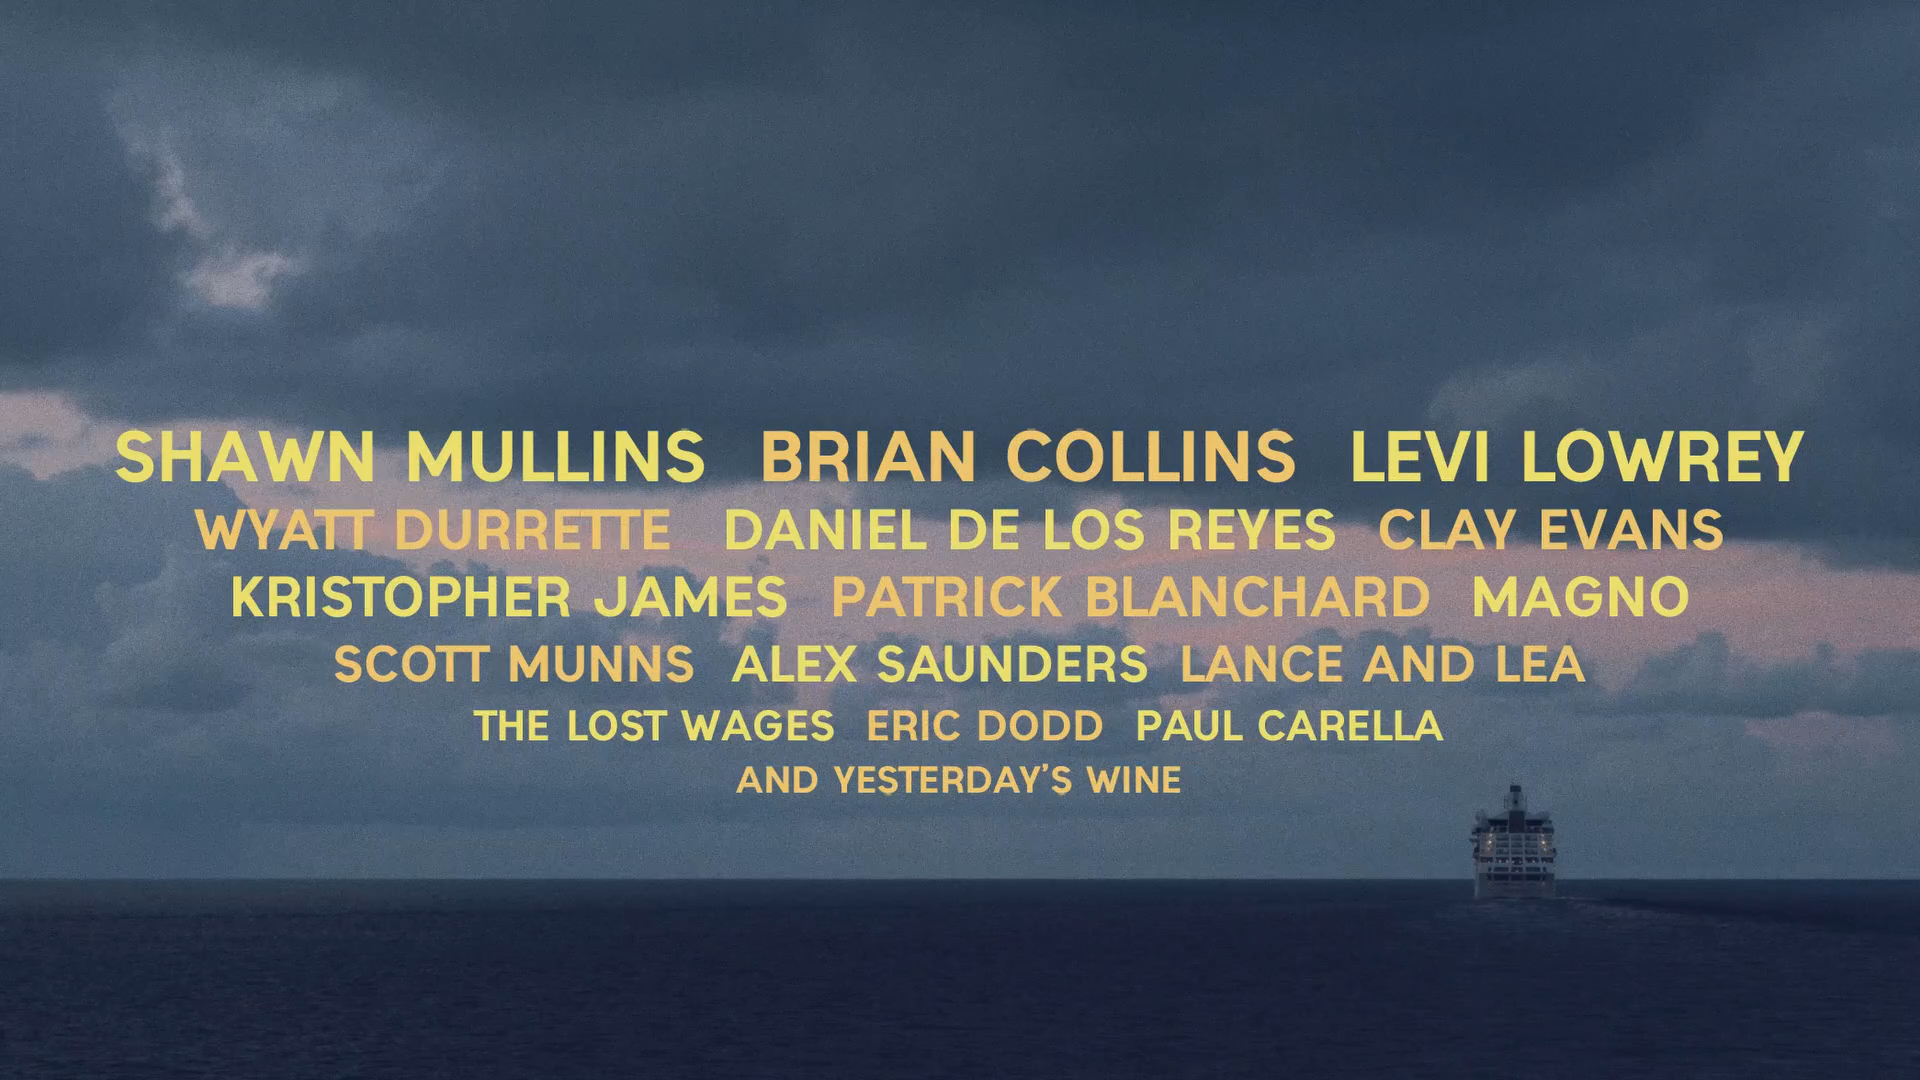 SHAWN MULLINS BRIAN COLLINS LEVI LOWREY
WYATT DURRETTE DANIEL DE LOS REYES CLAY EVANS
KRISTOPHER JAMES PATRICK BLANCHARD MAGNO
SCOTT MUNNS ALEX SAUNDERS LANCE AND LEA
THE LOST WAGES ERIC DODD PAUL CARELLA
AND YESTERDAY'S WINE